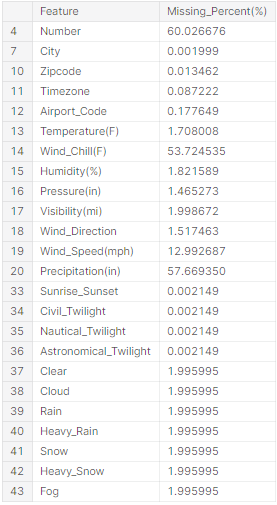 Feature Missing_Percent(%)
4 Number 60.026676
7 City 0.001999
10 Zipcode 0.013462
11 Timezone 0.087222
12 Airport_Code 0.177649
13 Temperature(F) 1.708008
14 Wind_Chill(F) 53.724535
15 Humidity(%) 1.821589
16 Pressure(in) 1.465273
17 Visibility(mi) 1.998672
18 Wind_Direction 1.517463
19 Wind_Speed(mph) 12.992687
20 Precipitation(in) 57.669350
33 Sunrise_Sunset 0.002149
34 Civil_Twilight 0.002149
35 Nautical_Twilight 0.002149
36 Astronomical_Twilight 0.002149
37 Clear 1.995995
38 Cloud 1.995995
39 Rain 1.995995
40 Heavy_Rain 1.995995
41 Snow 1.995995
42 Heavy_Snow 1.995995
43 Fog 1.995995